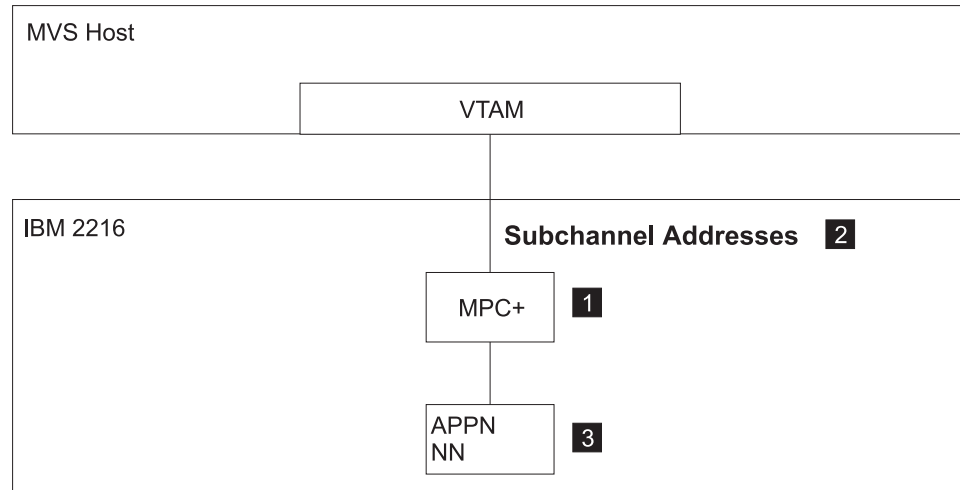 MVS Host
VTAM
IBM 2216
Subchannel Addresses 2
MPC+ 1
APPN
NN
3